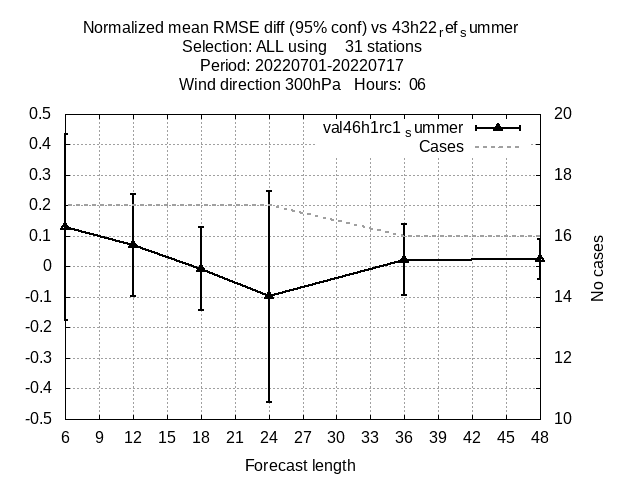 Normalized mean RMSE diff (95% conf) vs 43h22refsummer
Selection: ALL using    31 stations
Period: 20220701-20220717
Wind direction 300hPa   Hours:  06
val46h1rc1summer
Cases
0.5
0.4
0.3
0.2
0.1
0
-0.1
-0.2
-0.3
-0.4
-0.5
20
18
16
14
12
10
No cases
6 9 12 15 18 21 24 27 30 33 36 39 42 45 48
Forecast length